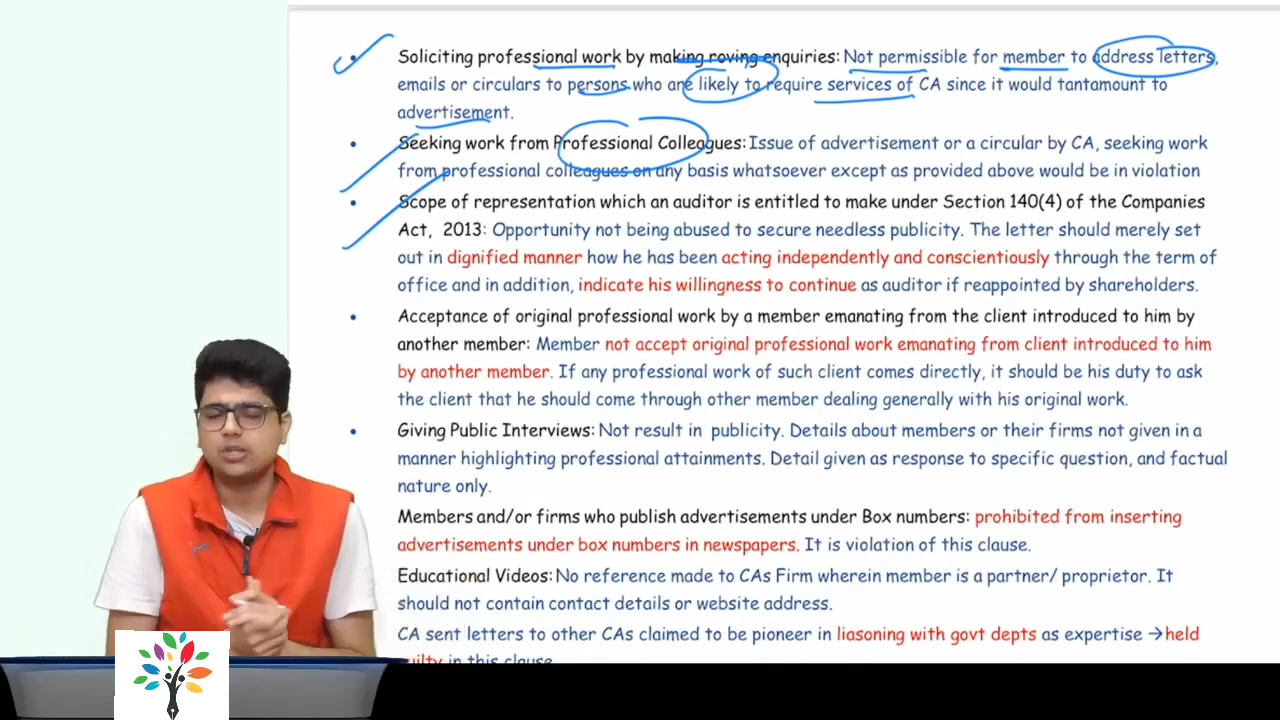 • Soliciting professional work by making roving enquiries: Not permissible for member to address letters,
emails or circulars to persons who are likely to require services of CA since it would tantamount to
advertisement.
• Seeking work from Professional Colleagues: Issue of advertisement or a circular by CA, seeking work
from professional colleagues on any basis whatsoever except as provided above would be in violation
• Scope of representation which an auditor is entitled to make under Section 140(4) of the Companies
Act, 2013: Opportunity not being abused to secure needless publicity. The letter should merely set
out in dignified manner how he has been acting independently and conscientiously through the term of
office and in addition, indicate his willingness to continue as auditor if reappointed by shareholders.
• Acceptance of original professional work by a member emanating from the client introduced to him by
another member: Member not accept original professional work emanating from client introduced to him
by another member. If any professional work of such client comes directly, it should be his duty to ask
the client that he should come through other member dealing generally with his original work.
• Giving Public Interviews: Not result in publicity. Details about members or their firms not given in a
manner highlighting professional attainments. Detail given as response to specific question, and factual
nature only.
Members and/or firms who publish advertisements under Box numbers: prohibited from inserting
advertisements under box numbers in newspapers. It is violation of this clause.
Educational Videos: No reference made to CAs Firm wherein member is a partner/ proprietor. It
should not contain contact details or website address.
CA sent letters to other CAs claimed to be pioneer in liasoning with govt depts as expertise →held
guilty in this clause